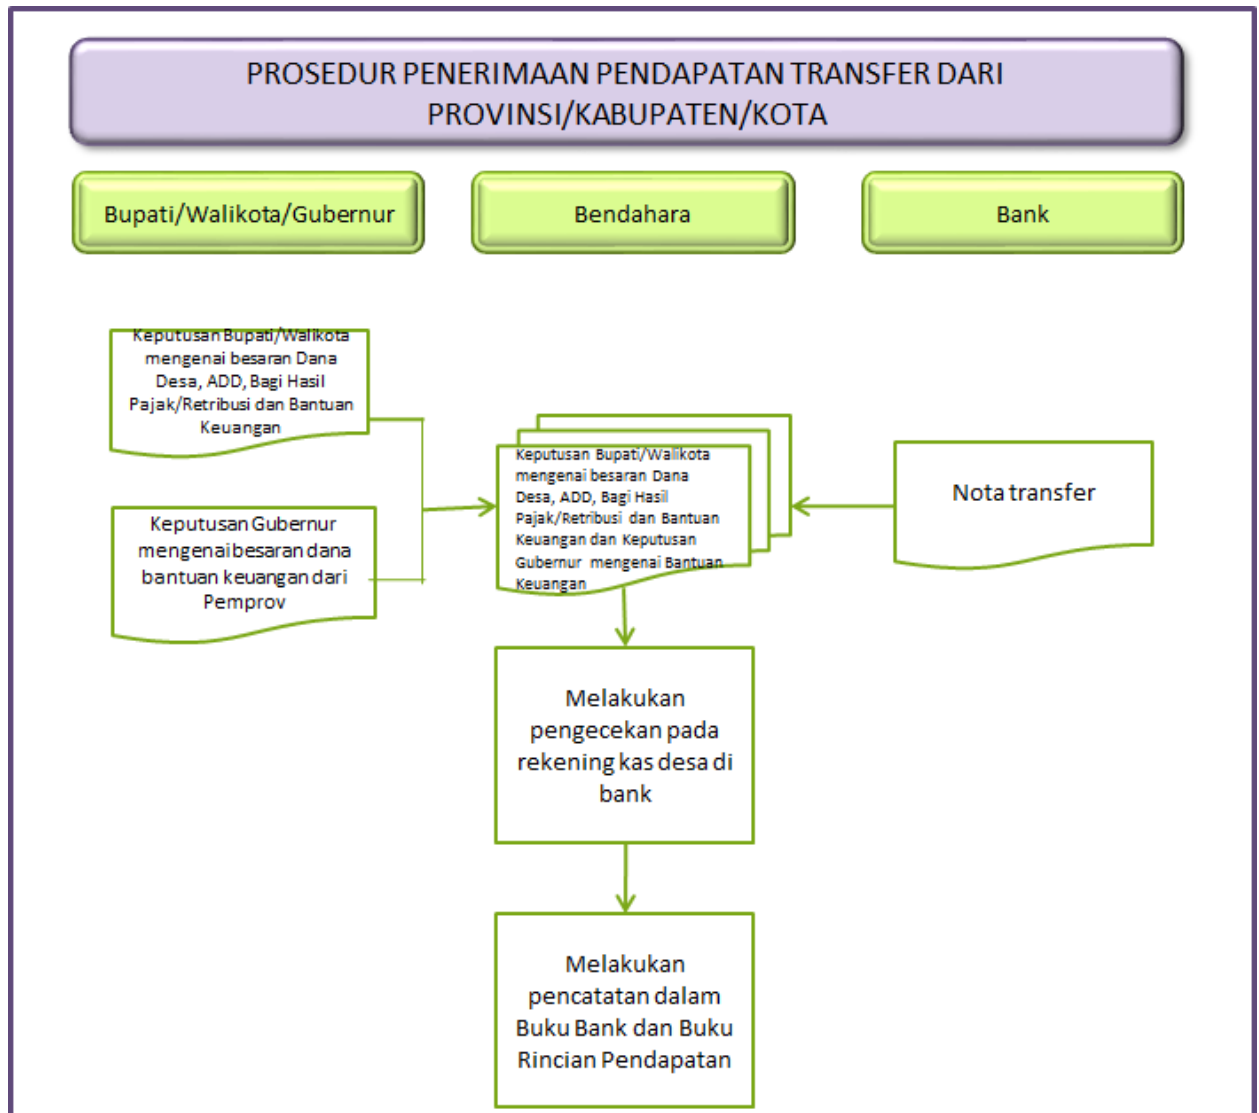 PROSEDUR PENERIMAAN PENDAPATAN TRANSFER DARI
PROVINSI/KABUPATEN/KOTA
Bupati/Walikota/Gubernur
Bendahara
Bank
Keputusan Bupati/Walikota
mengenai besaran Dana
Desa, ADD, Bagi Hasil
Pajak/Retribusi dan Bantuan
Keuangan
Keputusan Gubernur
mengenai besaran dana
bantuan keuangan dari
Pemprov
Keputusan Bupati/Walikota
mengenai besaran Dana
Desa, ADD, Bagi Hasil
Pajak/Retribusi dan Bantuan
Keuangan dan Keputusan
Gubernur mengenai Bantuan
Keuangan
Nota transfer
Melakukan
pengecekan pada
rekening kas desa di
bank
Melakukan
pencatatan dalam
Buku Bank dan Buku
Rincian Pendapatan